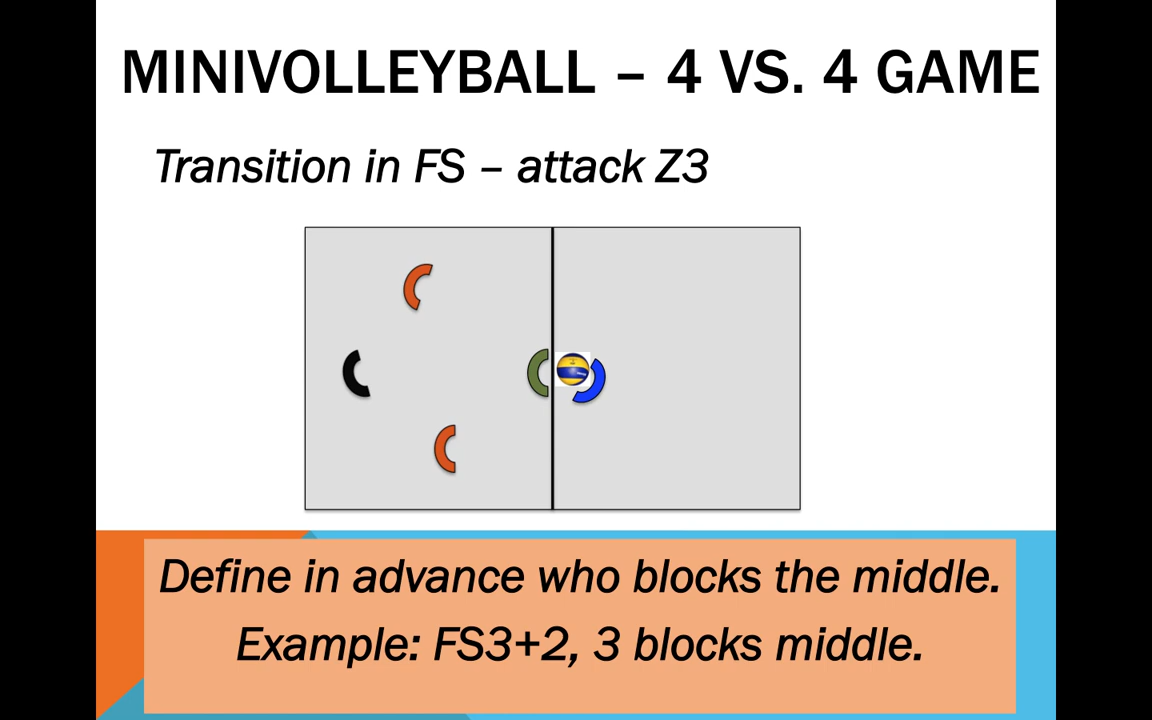 MINIVOLLEYBALL – 4 VS. 4 GAME
Transition in FS – attack Z3
Define in advance who blocks the middle.
Example: FS3+2, 3 blocks middle.